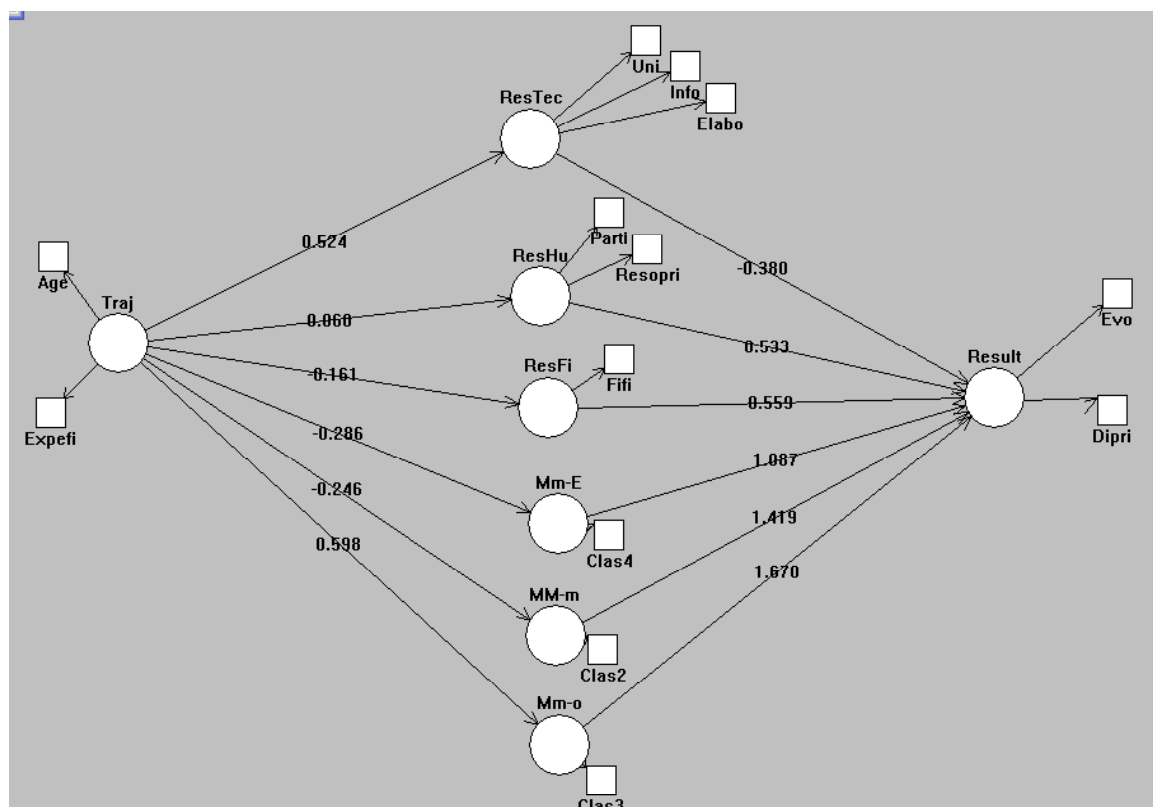 Uni
Info
Elabo
ResTec
Parti
Resopri
ResHu
0.524
-0.380
Age
Traj
0.060
0.533
Evo
Result
ResFi
Fifi
-0.161
0.559
Dipri
Expefi
-0.286
1.087
Mm-E
Clas4
-0.246
1.419
0.598
1.670
MM-m
Clas2
Mm-o
Clas3